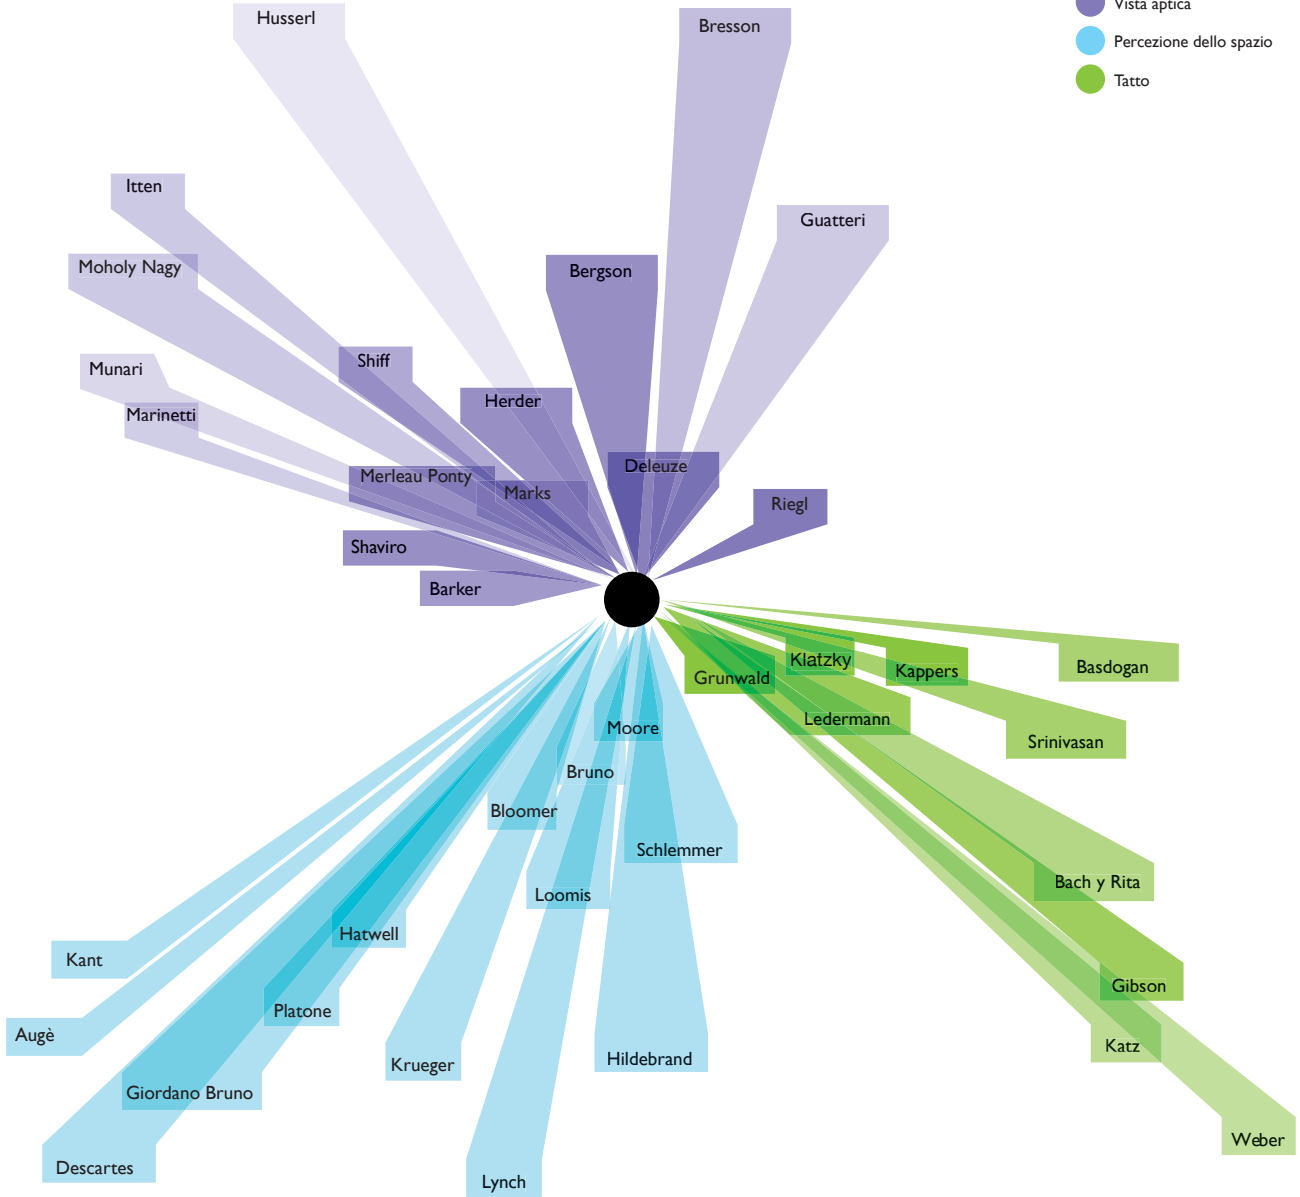 Vista aptica
Husserl
Bresson
Percezione dello spazio
Tatto
Itten
Guatteri
Moholy Nagy
Bergson
Shiff
Munari
Herder
Marinetti
Deleuze
Merleau Ponty
Marks
Riegl
Shaviro
Barker
Klatzky
Basdogan
Kappers
Grunwald
Ledermann
Moore
Srinivasan
Bruno
Bloomer
Schlemmer
Bach y Rita
Loomis
Hatwell
Kant
Gibson
Platone
Augè
Katz
Hildebrand
Krueger
Giordano Bruno
Weber
Descartes
Lynch